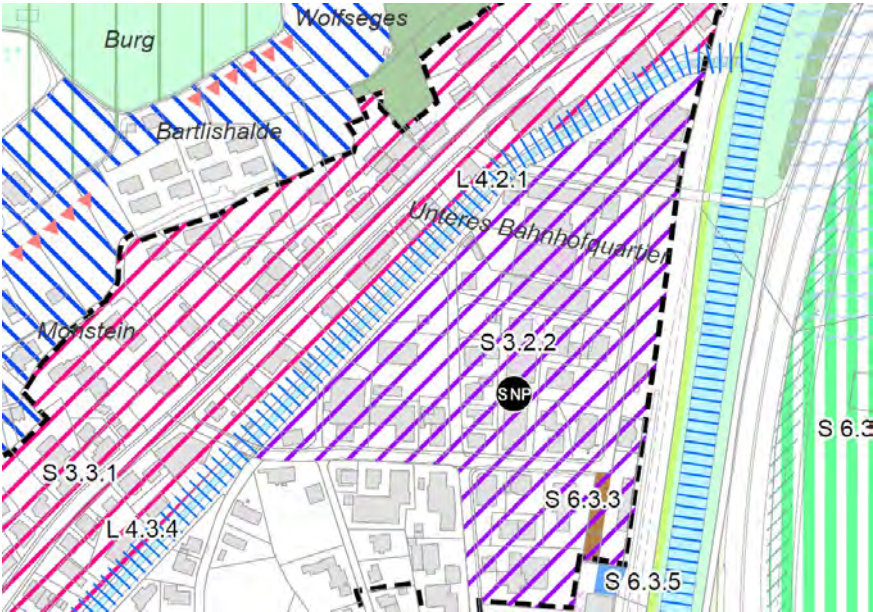 Wolfseges
Burg
Bartlishalde
L 4.2.1
Unteres Bahnhofquartier
Monstein
S 3.2.2
SNP
S 6.3
S 3.3.1
S 6.3.3
L 4.3.4
S 6.3.5